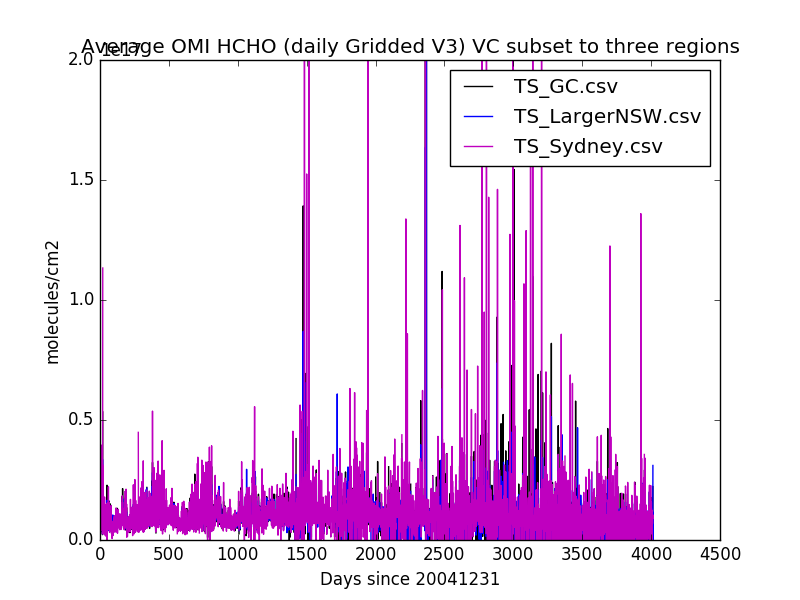 Average OMI HCHO (daily Gridded V3) VC subset to three regions
1e17
2.0
1.5
1.0
0.5
0.0
molecules/cm2
TS_GC.csv
TS_LargerNSW.csv
TS_Sydney.csv
0 500 1000 1500 2000 2500 3000 3500 4000 4500
Days since 20041231